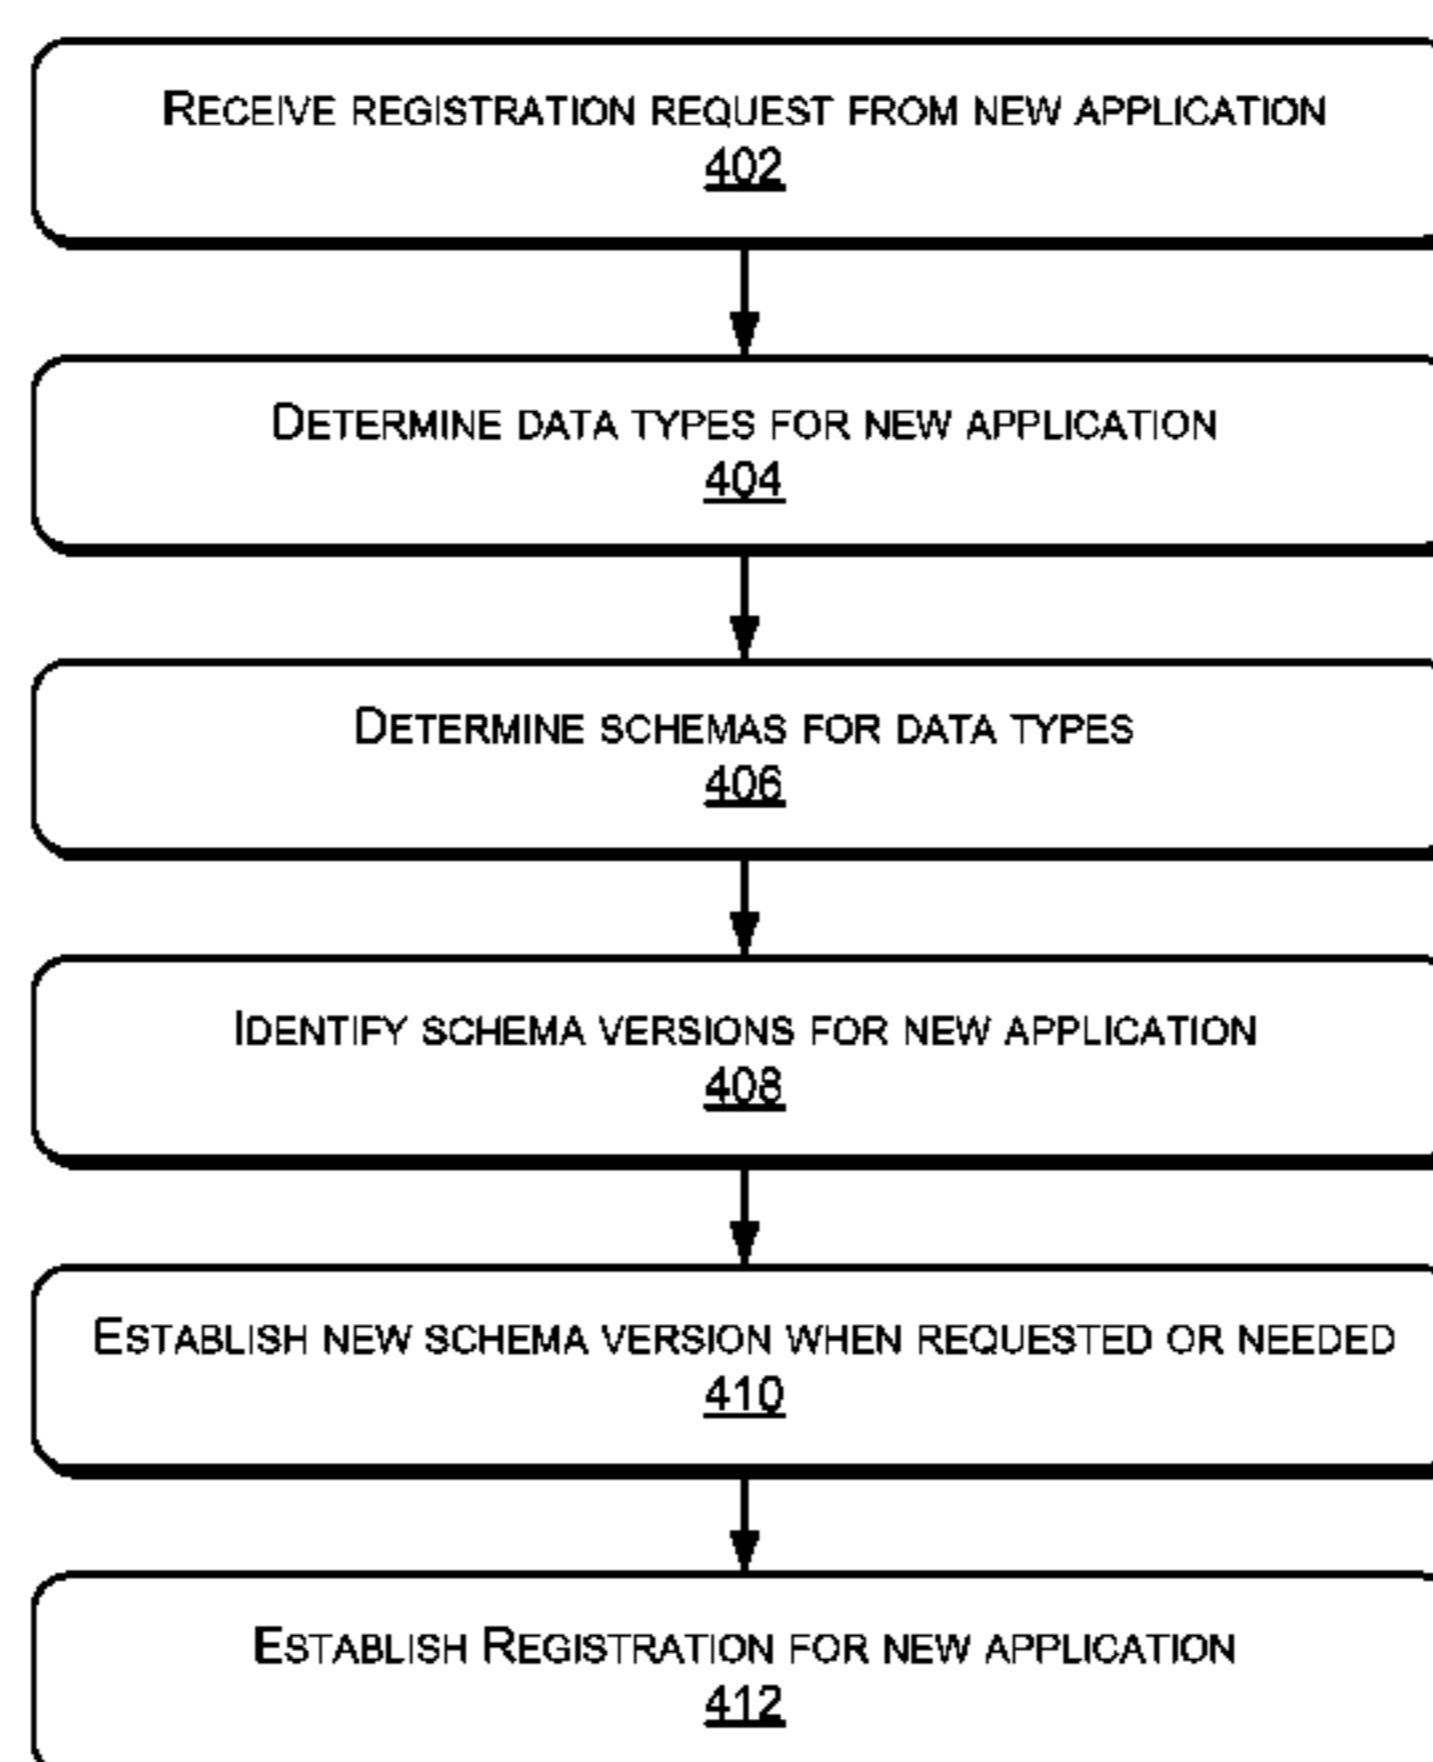 RECEIVE REGISTRATION REQUEST FROM NEW APPLICATION
402
DETERMINE DATA TYPES FOR NEW APPLICATION
404
DETERMINE SCHEMAS FOR DATA TYPES
406
IDENTIFY SCHEMA VERSIONS FOR NEW APPLICATION
408
ESTABLISH NEW SCHEMA VERSION WHEN REQUESTED OR NEEDED
410
ESTABLISH REGISTRATION FOR NEW APPLICATION
412